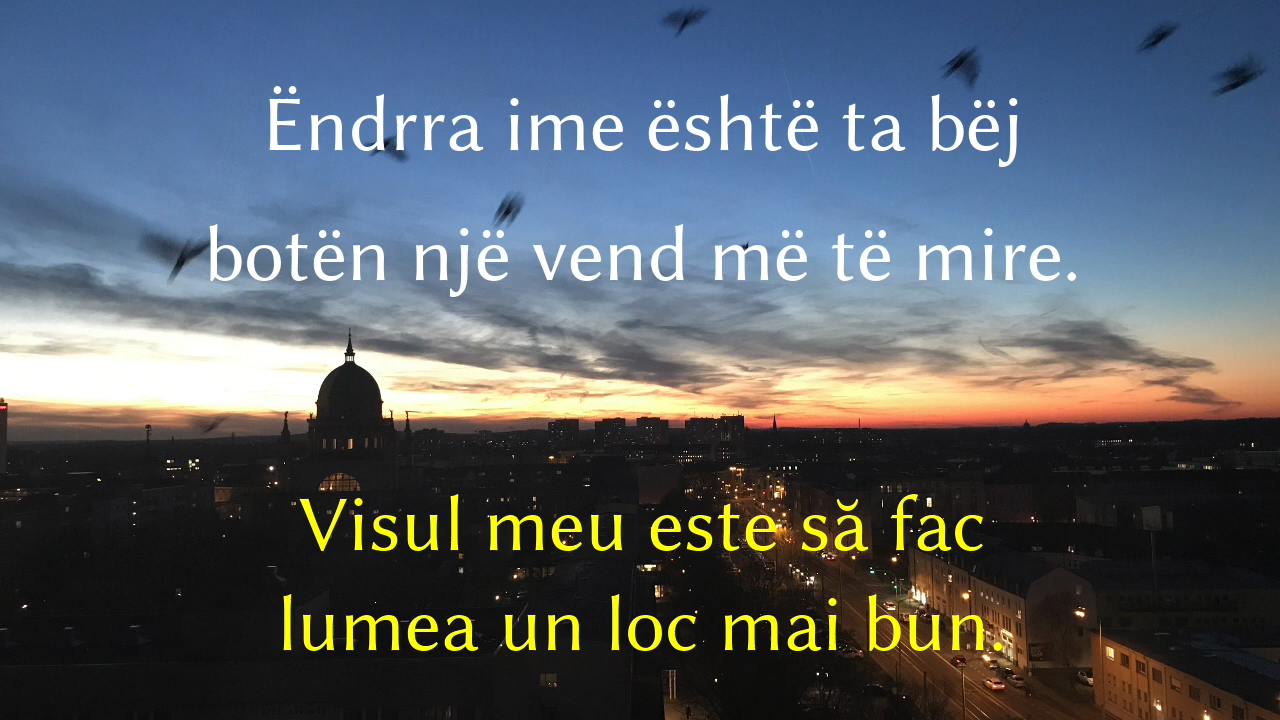 Ëndrra ime është ta bëj
botën një vend më të mire.
Visul meu este să fac
lumea un loc mai bun.